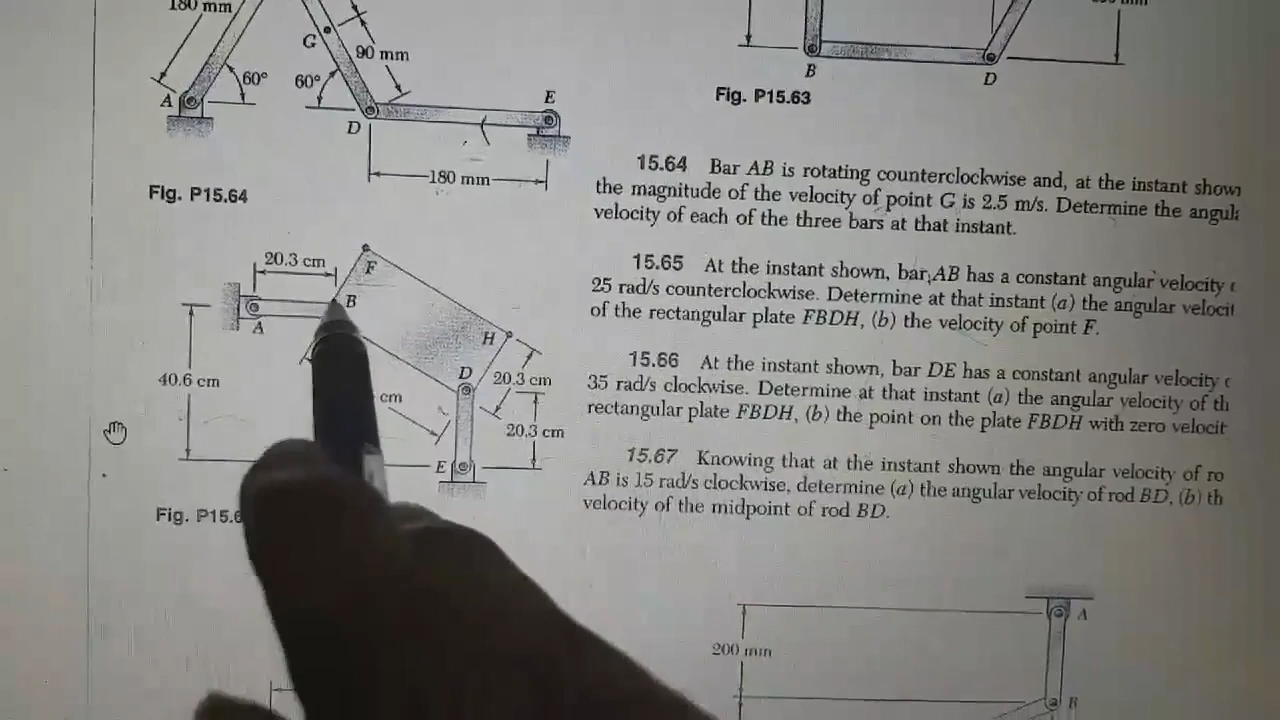 180 mm
G
90 mm
60°
60°
A
E
D
180 mm
Fig. P15.64
B
D
Fig. P15.63
15.64 Bar AB is rotating counterclockwise and, at the instant shown
the magnitude of the velocity of point G is 2.5 m/s. Determine the
velocity of each of the three bars at that instant.
20.3 cm
F
B
A
H
40.6 cm
D
20.3 cm
cm
20.3 cm
E
Fig.
15.65 At the instant shown, bar AB has a constant angular velocity
25 rad/s counterclockwise. Determine at that instant (a) the angular
of the rectangular plate FBDH, (b) the velocity of point F.
15.66 At the instant shown, bar DE has a constant angular velocity
35 rad/s clockwise. Determine at that instant (a) the angular velocity of th
rectangular plate FBDH, (b) the point on the plate FBDH with zero velocit
15.67 Knowing that at the instant shown the angular velocity of ro
AB is 15 rad/s clockwise, determine (a) the angular velocity of rod BD, (b) th
velocity of the midpoint of rod BD.
A
200 mm
B